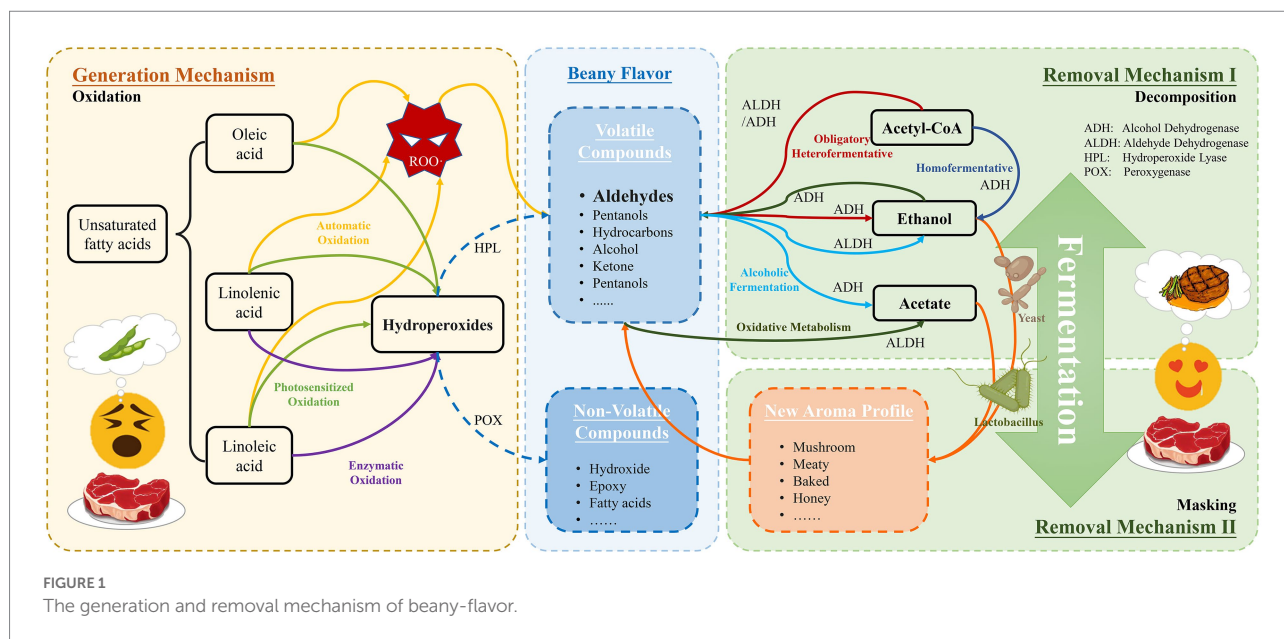 Generation Mechanism
Oxidation
Unsaturated
fatty acids
Oleic
acid
Linolenic
acid
Linoleic
acid
ROO·
Automatic
Oxidation
Photosensitized
Oxidation
Enzymatic
Oxidation
Hydroperoxides
HPL
POX
Beany Flavor
Volatile
Compounds
• Aldehydes
• Pentanols
• Hydrocarbons
• Alcohol
• Ketone
• Pentanols
• ......
Non-Volatile
Compounds
• Hydroxide
• Epoxy
• Fatty acids
• ……
Removal Mechanism I
Decomposition
ADH: Alcohol Dehydrogenase
ALDH: Aldehyde Dehydrogenase
HPL: Hydroperoxide Lyase
POX: Peroxygenase
ALDH
/ADH
Obligatory
Heterofermentative
Acetyl-CoA
Homofermentative
ADH
ADH
ADH
Ethanol
ALDH
Alcoholic
Fermentation
ADH
Acetate
Oxidative Metabolism
ALDH
Yeast
Lactobacillus
Fermentation
New Aroma Profile
• Mushroom
• Meaty
• Baked
• Honey
• ……
Masking
Removal Mechanism II
FIGURE 1
The generation and removal mechanism of beany-flavor.